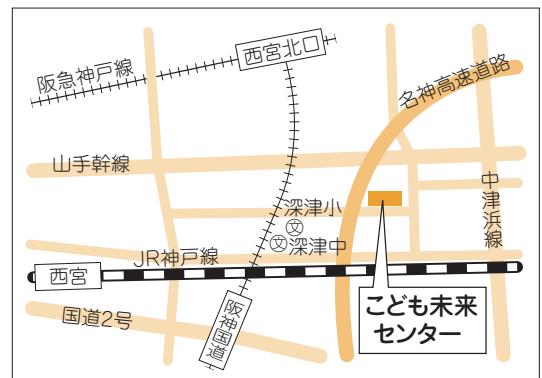 西宮北口
阪急神戸線
名神高速道路
山手幹線
中津浜線
深津小
文
文
深津中
JR神戸線
西宮
こども未来
センター
国道2号
阪神国道